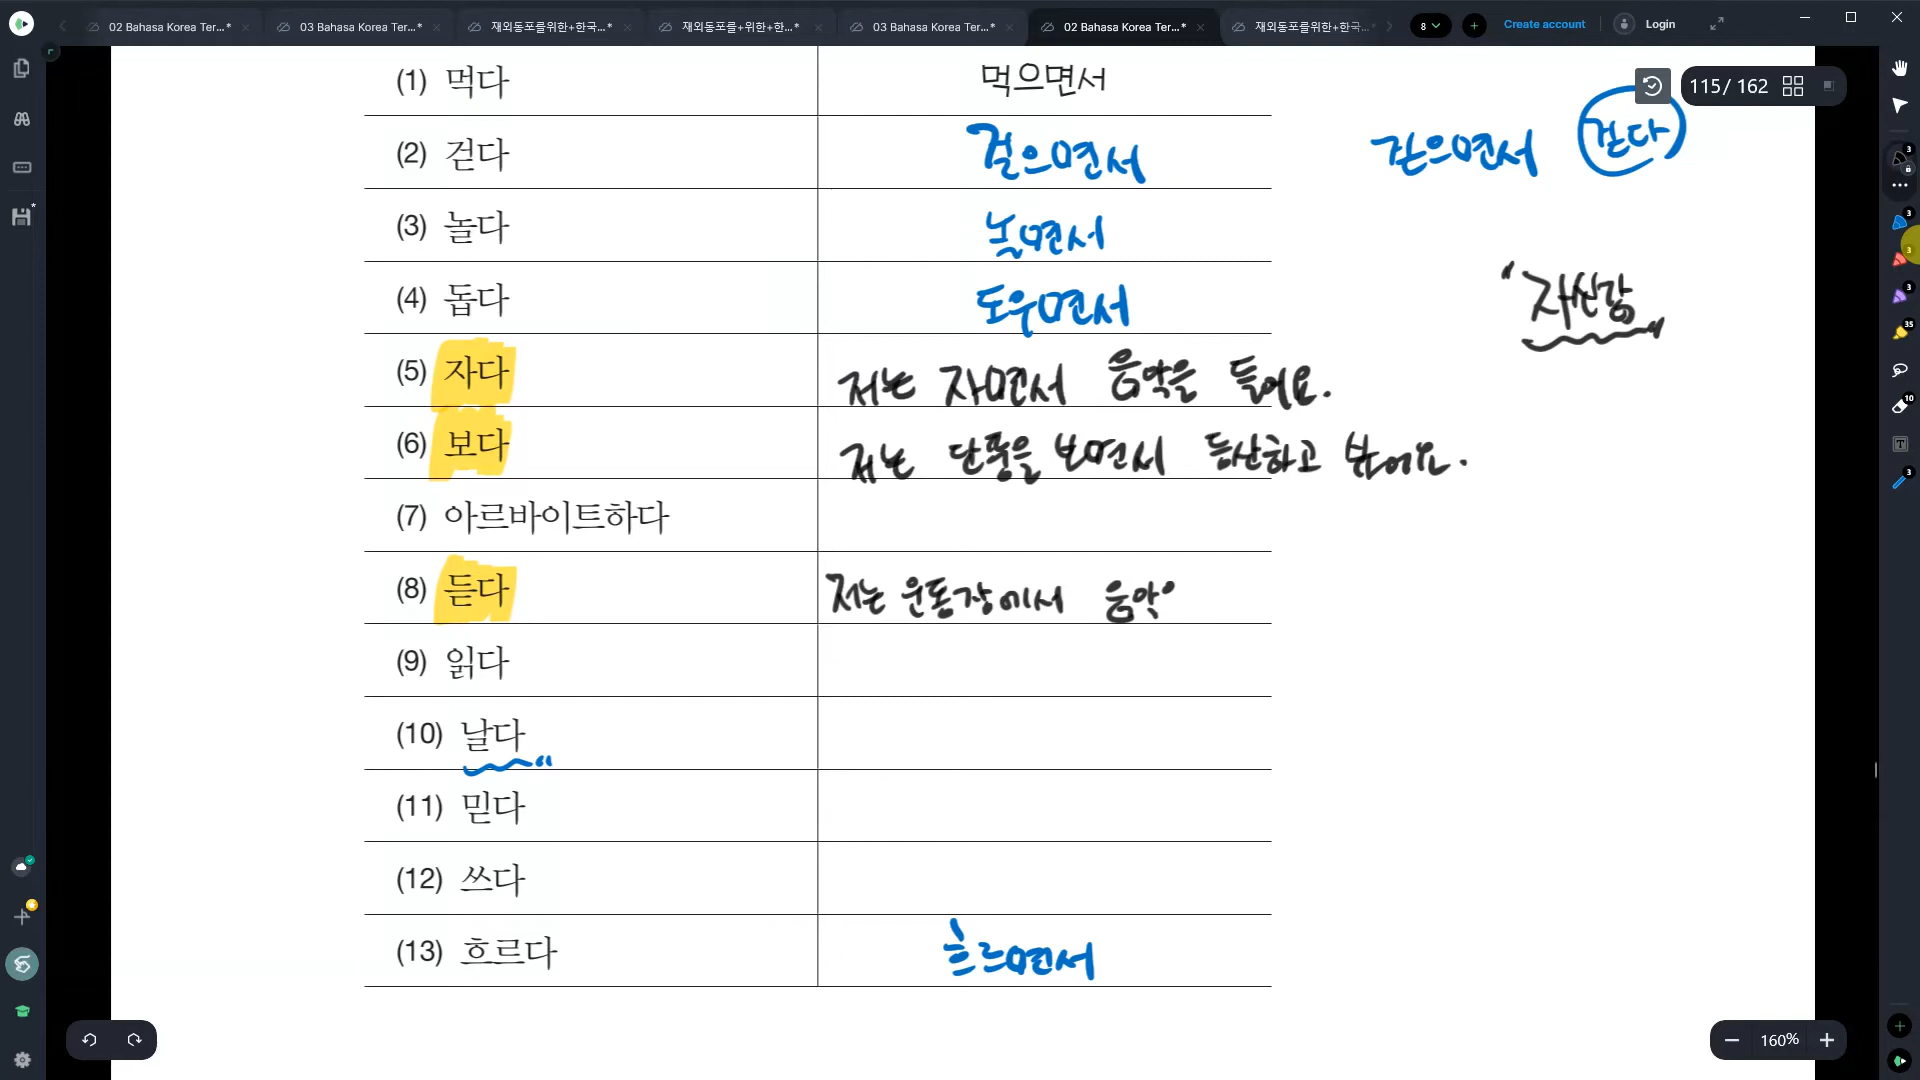 02 Bahasa Korea Ter...* 03 Bahasa Korea Ter...* 재외동포를위한+한국...* 재외동포를+위한+한...* 03 Bahasa Korea Ter...* 02 Bahasa Korea Ter...* 재외동포를위한+한국...* 8 Create account Login
115/ 162
(1) 먹다 먹으면서
(2) 걷다 걸으면서 걷으면서 걷다
(3) 놀다 놀면서
(4) 돕다 도우면서 "자신감"
(5) 자다 저는 자면서 음악을 들어요.
(6) 보다 저는 단풍을 보면서 등산하고 봤어요.
(7) 아르바이트하다
(8) 듣다 저는 운동장에서 음악
(9) 읽다
(10) 날다
(11) 믿다
(12) 쓰다
(13) 흐르다 흐르면서
160%